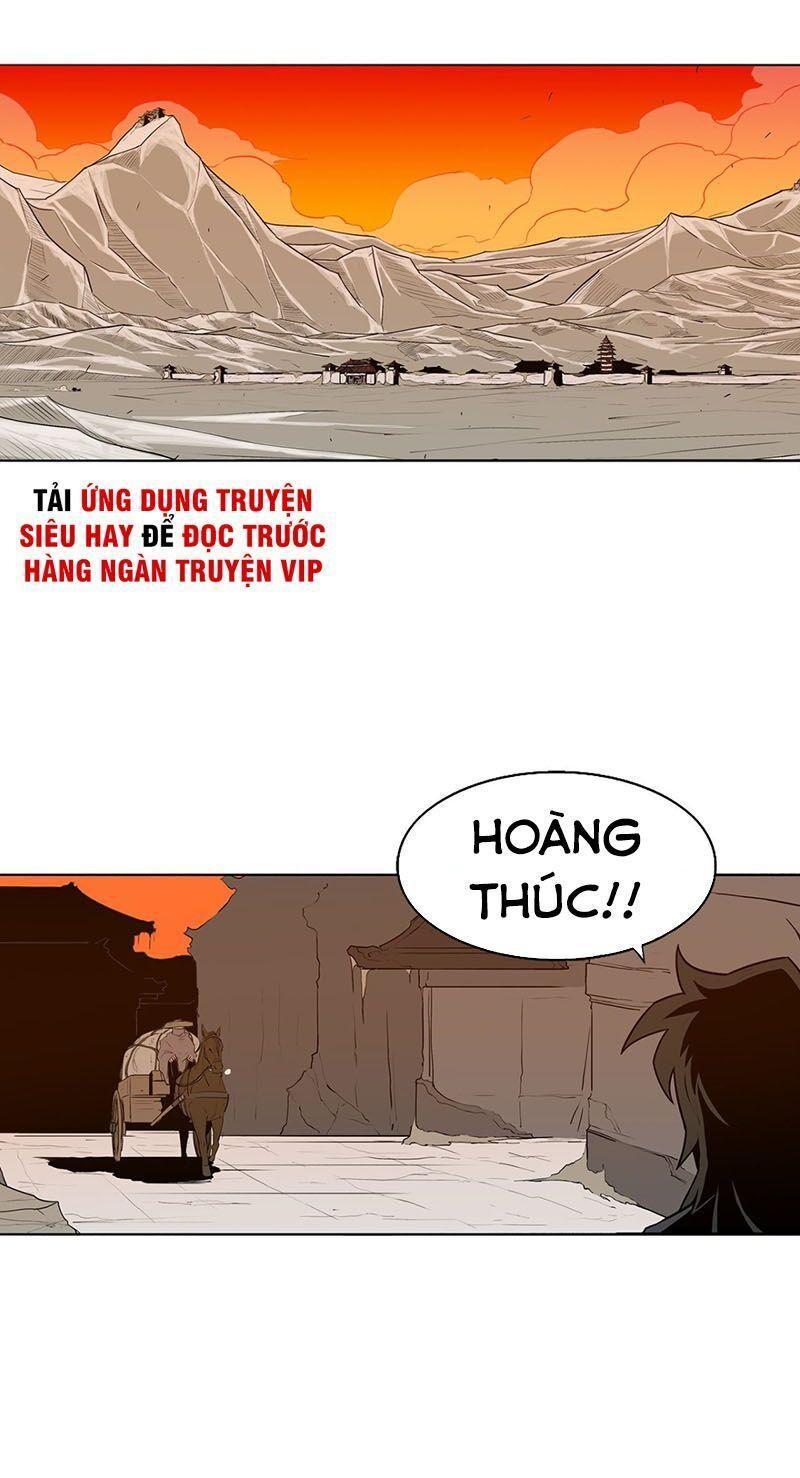 TẢI ỨNG DỤNG TRUYỆN
SIÊU HAY ĐỂ ĐỌC TRƯỚC
HÀNG NGÀN TRUYỆN VIP
HOÀNG
THÚC!!